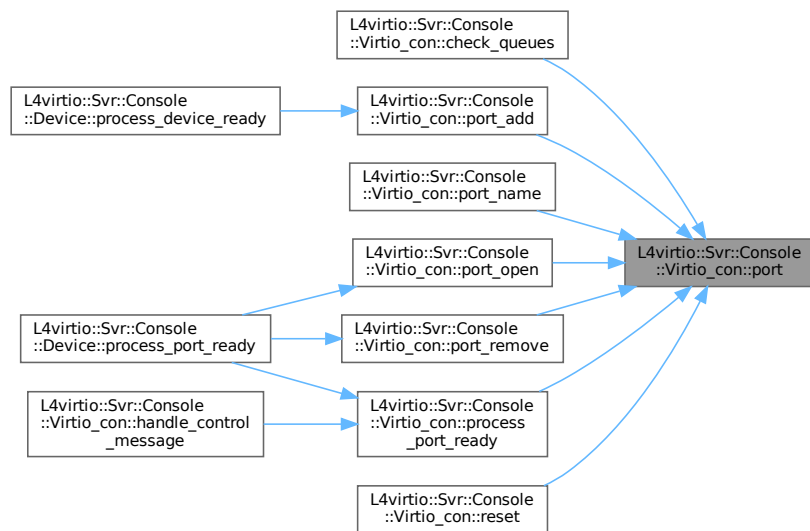 L4virtio::Svr::Console
::Virtio_con::check_queues
L4virtio::Svr::Console
::Device::process_device_ready
L4virtio::Svr::Console
::Virtio_con::port_add
L4virtio::Svr::Console
::Virtio_con::port_name
L4virtio::Svr::Console
::Virtio_con::port_open
L4virtio::Svr::Console
::Virtio_con::port
L4virtio::Svr::Console
::Device::process_port_ready
L4virtio::Svr::Console
::Virtio_con::port_remove
L4virtio::Svr::Console
::Virtio_con::handle_control
_message
L4virtio::Svr::Console
::Virtio_con::process
_port_ready
L4virtio::Svr::Console
::Virtio_con::reset